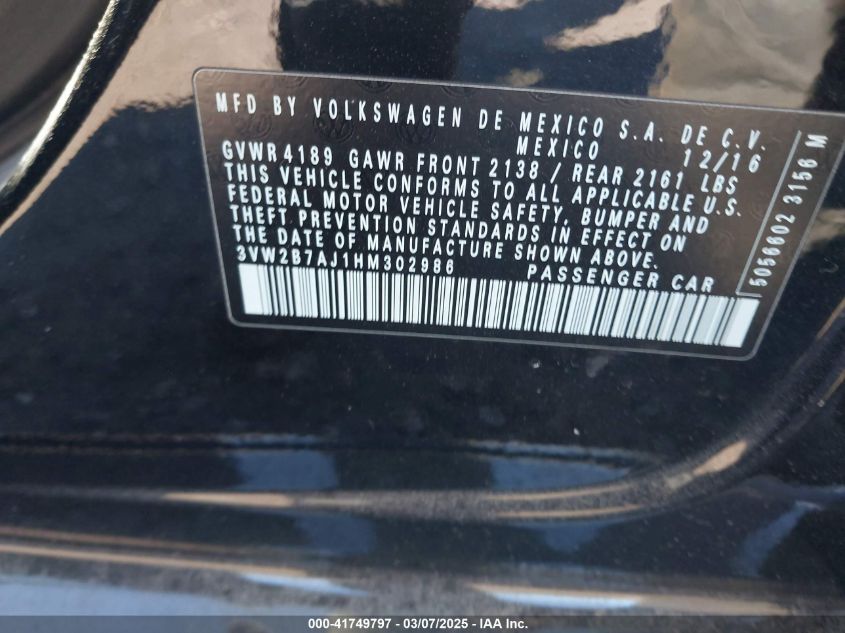 MFD BY VOLKSWAGEN DE MEXICO S.A. DE C.V.
MEXICO 12/16
GVWR 4189 GAWR FRONT 2138 / REAR 2161 LBS
THIS VEHICLE CONFORMS TO ALL APPLICABLE U.S.
FEDERAL MOTOR VEHICLE SAFETY, BUMPER AND
THEFT PREVENTION STANDARDS IN EFFECT ON
THE DATE OF MANUFACTURE SHOWN ABOVE.
3VW2B7AJ1HM302986 PASSENGER CAR
5056602 3156 M
000-41749797 - 03/07/2025 - IAA Inc.